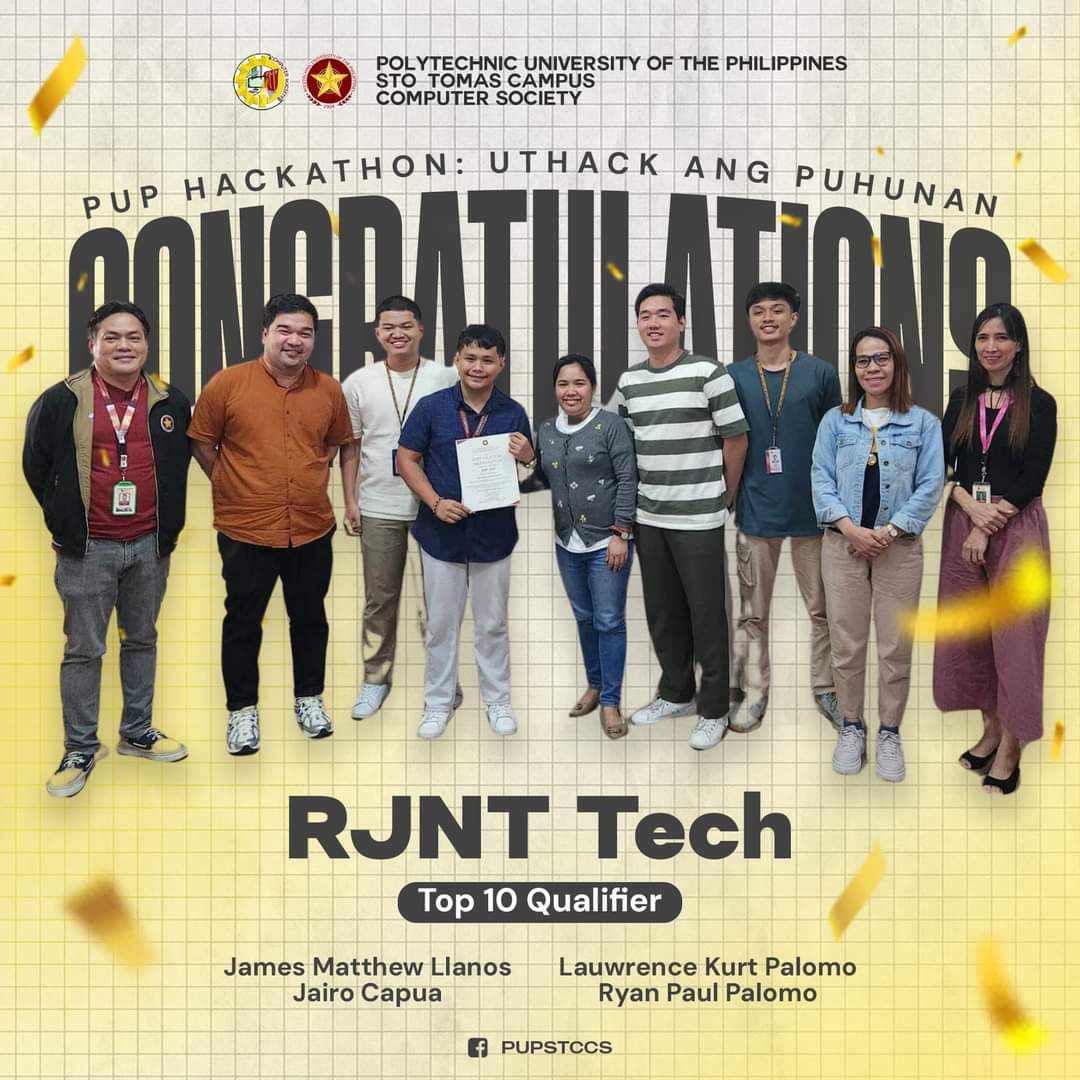 POLYTECHNIC UNIVERSITY OF THE PHILIPPINES
STO TOMAS CAMPUS
COMPUTER SOCIETY
PUP HACKATHON: UTHACK ANG PUHUNAN
CONGRATULATIONS
RJNT Tech
Top 10 Qualifier
James Matthew Llanos
Jairo Capua
Lauwrence Kurt Palomo
Ryan Paul Palomo
PUPSTCCS